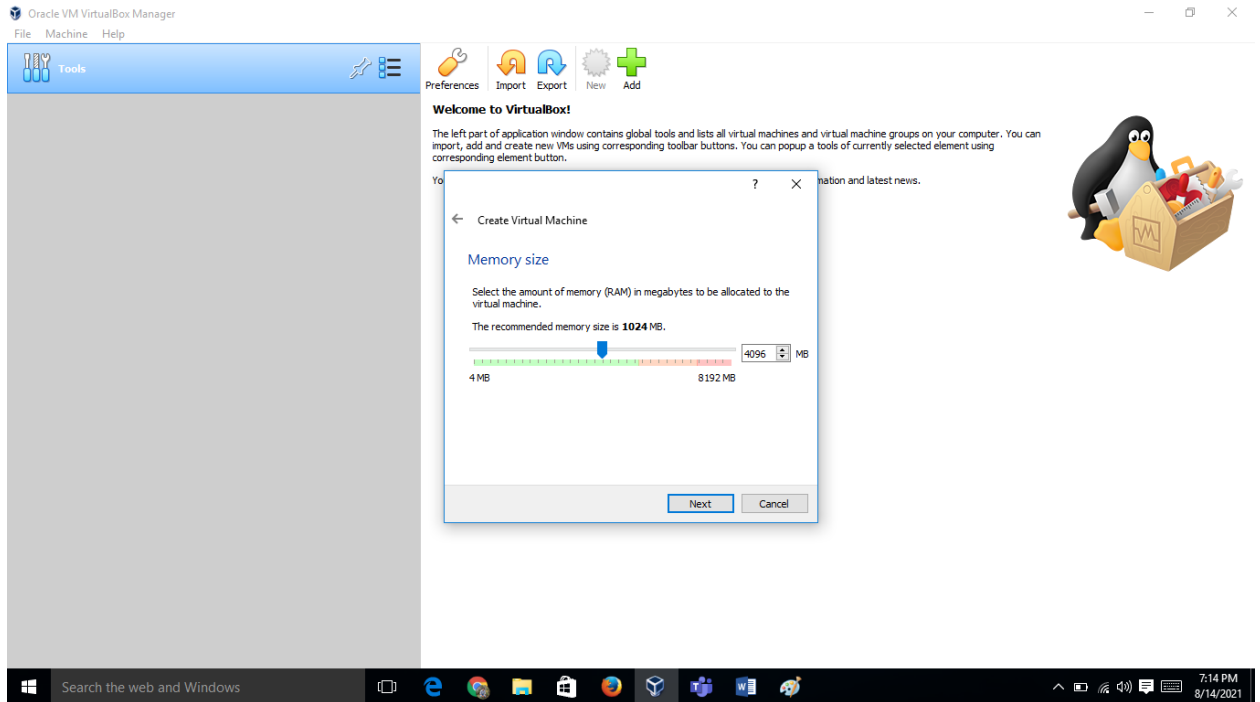 Oracle VM VirtualBox Manager
File Machine Help
Tools
Preferences Import Export New Add
Welcome to VirtualBox!
The left part of application window contains global tools and lists all virtual machines and virtual machine groups on your computer. You can
import, add and create new VMs using corresponding toolbar buttons. You can popup a tools of currently selected element using
corresponding element button.
mation and latest news.
?
Create Virtual Machine
Memory size
Select the amount of memory (RAM) in megabytes to be allocated to the
virtual machine.
The recommended memory size is 1024 MB.
4096 MB
4 MB 8192 MB
Next Cancel
Search the web and Windows
7:14 PM
8/14/2021